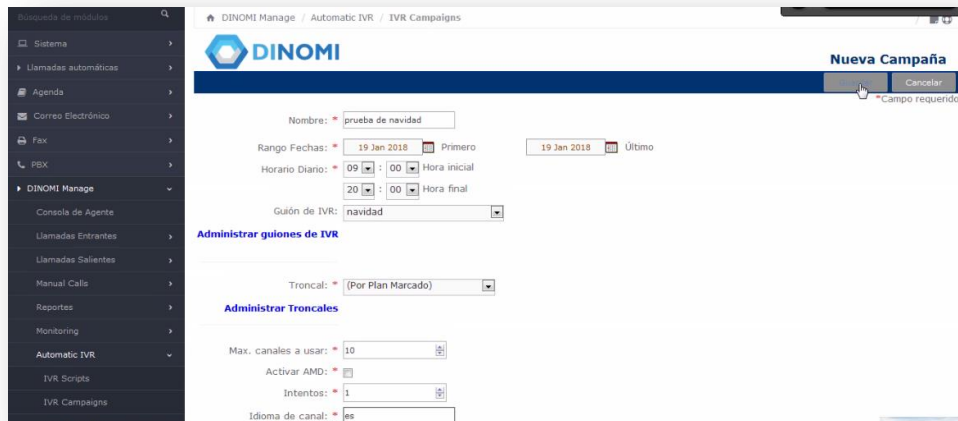 Búsqueda de módulos
Sistema
Llamadas automáticas
Agenda
Correo Electrónico
Fax
PBX
DINOMI Manage
Consola de Agente
Llamadas Entrantes
Llamadas Salientes
Manual Calls
Reportes
Monitoring
Automatic IVR
IVR Scripts
IVR Campaigns
DINOMI Manage / Automatic IVR / IVR Campaigns
DINOMI
Nueva Campaña
Cancelar
*Campo requerido
Nombre: * prueba de navidad
Rango Fechas: * 19 Jan 2018 Primero 19 Jan 2018 Último
Horario Diario: * 09 : 00 Hora inicial
20 : 00 Hora final
Guión de IVR: navidad
Administrar guiones de IVR
Troncal: * (Por Plan Marcado)
Administrar Troncales
Max. canales a usar: * 10
Activar AMD: *
Intentos: * 1
Idioma de canal: * es